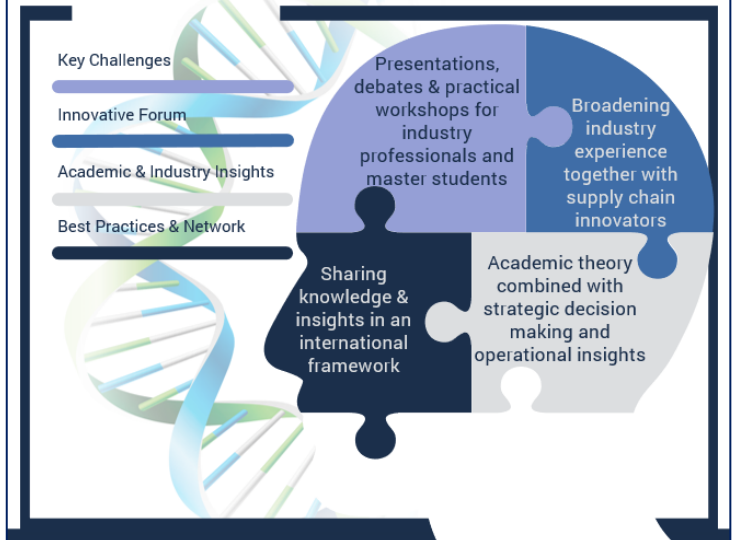 Key Challenges
Innovative Forum
Academic & Industry Insights
Best Practices & Network
Presentations,
debates & practical
workshops for
industry
professionals and
master students
Broadening
industry
experience
together with
supply chain
innovators
Sharing
knowledge &
insights in an
international
framework
Academic theory
combined with
strategic decision
making and
operational insights